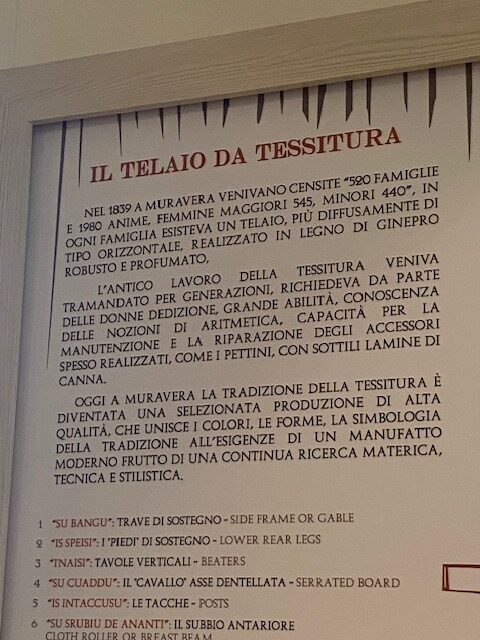 IL TELAIO DA TESSITURA
NEL 1839 A MURAVERA VENIVANO CENSITE "520 FAMIGLIE
E 1980 ANIME, FEMMINE MAGGIORI 545, MINORI 440", IN
OGNI FAMIGLIA ESISTEVA UN TELAIO, PIÙ DIFFUSAMENTE DI
TIPO ORIZZONTALE, REALIZZATO IN LEGNO DI GINEPRO
ROBUSTO E PROFUMATO.
L'ANTICO LAVORO DELLA TESSITURA VENIVA
TRAMANDATO PER GENERAZIONI, RICHIEDEVA DA PARTE
DELLE DONNE DEDIZIONE, GRANDE ABILITÀ, CONOSCENZA
DELLE NOZIONI DI ARITMETICA, CAPACITÀ PER LA
MANUTENZIONE E LA RIPARAZIONE DEGLI ACCESSORI
SPESSO REALIZZATI, COME I PETTINI, CON SOTTILI LAMINE DI
CANNA.
OGGI A MURAVERA LA TRADIZIONE DELLA TESSITURA È
DIVENTATA UNA SELEZIONATA PRODUZIONE DI ALTA
QUALITÀ, CHE UNISCE I COLORI, LE FORME, LA SIMBOLOGIA
DELLA TRADIZIONE ALL'ESIGENZE DI UN MANUFATTO
MODERNO FRUTTO DI UNA CONTINUA RICERCA MATERICA,
TECNICA E STILISTICA.
1 "SU BANGU": TRAVE DI SOSTEGNO - SIDE FRAME OR GABLE
2 "IS SPEISI": I "PIEDI" DI SOSTEGNO - LOWER REAR LEGS
3 "TNAISI": TAVOLE VERTICALI - BEATERS
4 "SU CUADDU": IL "CAVALLO" ASSE DENTELLATA - SERRATED BOARD
5 "IS INTACCUSU": LE TACCHE - POSTS
6 "SU SRUBIU DE ANANTI": IL SUBBIO ANTARIORE
CLOTH ROLLER OR BREAST BEAM